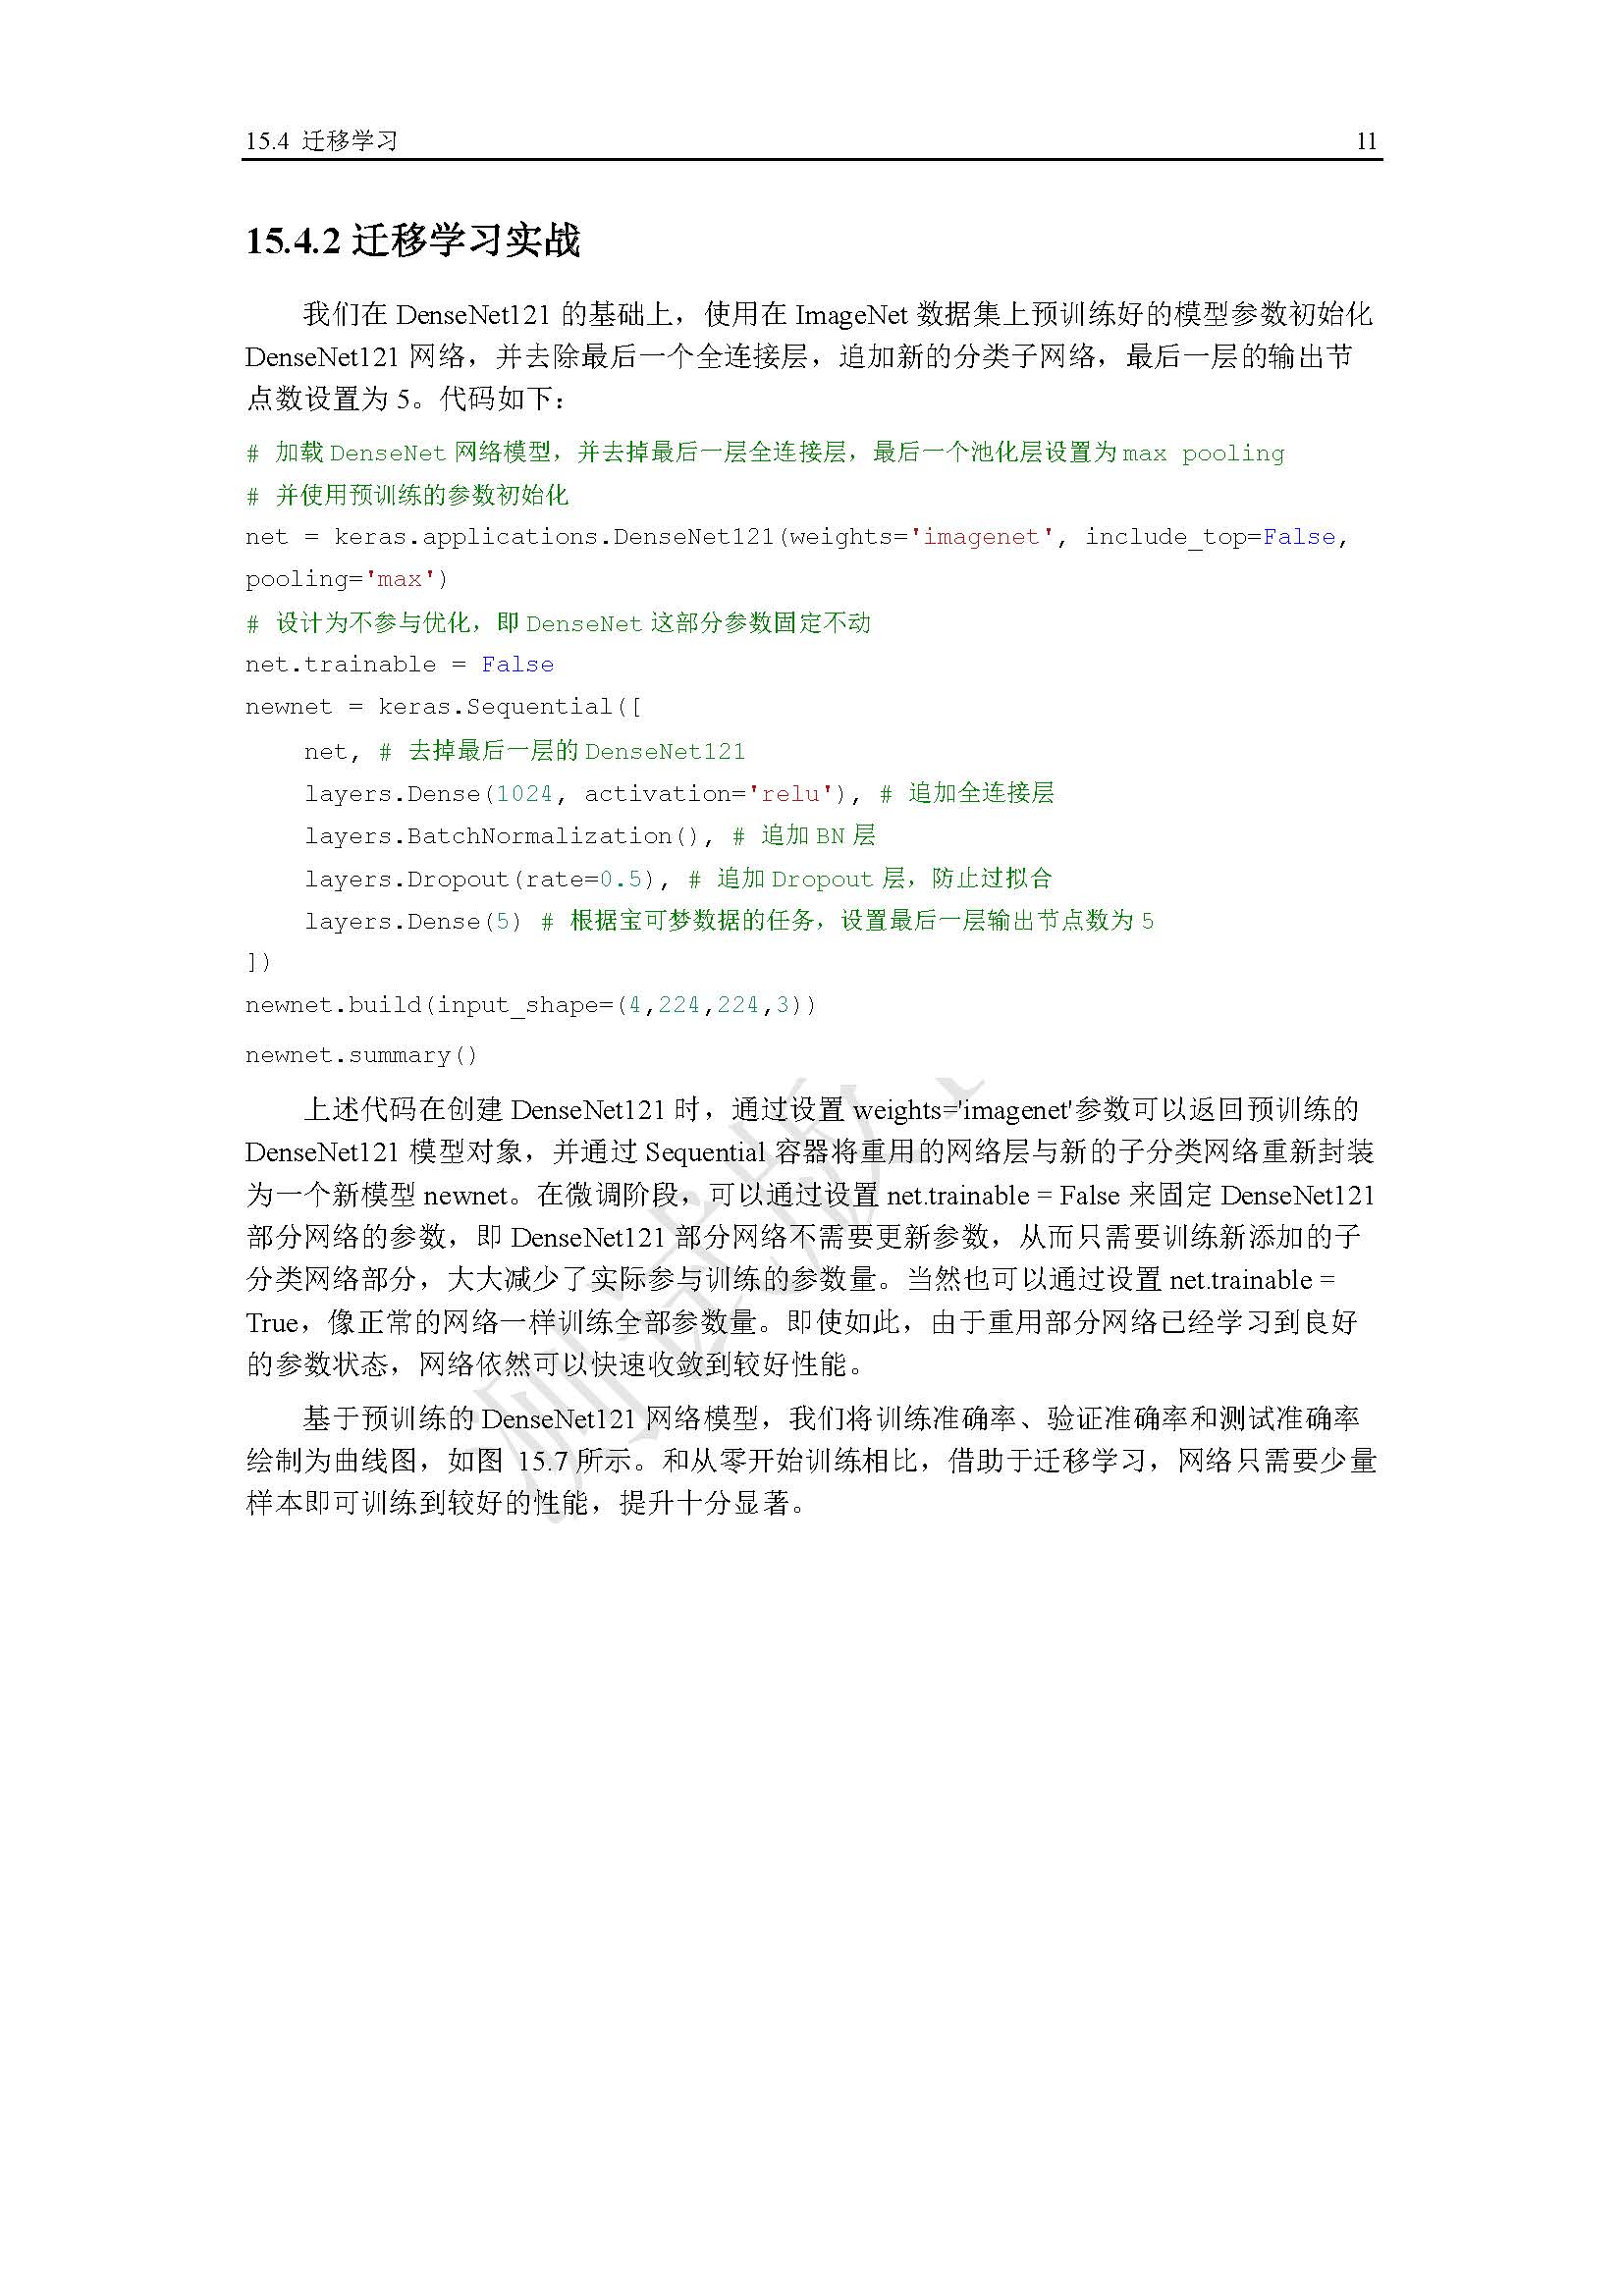 15.4 迁移学习 11
15.4.2 迁移学习实战
我们在 DenseNet121 的基础上，使用在 ImageNet 数据集上预训练好的模型参数初始化
DenseNet121 网络，并去除最后一个全连接层，追加新的分类子网络，最后一层的输出节
点数设置为 5。代码如下：
# 加载 DenseNet 网络模型，并去掉最后一层全连接层，最后一个池化层设置为 max pooling
# 并使用预训练的参数初始化
net = keras.applications.DenseNet121(weights='imagenet', include_top=False,
pooling='max')
# 设计为不参与优化，即 DenseNet 这部分参数固定不动
net.trainable = False
newnet = keras.Sequential([
    net, # 去掉最后一层的 DenseNet121
    layers.Dense(1024, activation='relu'), # 追加全连接层
    layers.BatchNormalization(), # 追加 BN 层
    layers.Dropout(rate=0.5), # 追加 Dropout 层，防止过拟合
    layers.Dense(5) # 根据宝可梦数据的任务，设置最后一层输出节点数为 5
])
newnet.build(input_shape=(4,224,224,3))
newnet.summary()
上述代码在创建 DenseNet121 时，通过设置 weights='imagenet'参数可以返回预训练的
DenseNet121 模型对象，并通过 Sequential 容器将重用的网络层与新的子分类网络重新封装
为一个新模型 newnet。在微调阶段，可以通过设置 net.trainable = False 来固定 DenseNet121
部分网络的参数，即 DenseNet121 部分网络不需要更新参数，从而只需要训练新添加的子
分类网络部分，大大减少了实际参与训练的参数量。当然也可以通过设置 net.trainable =
True，像正常的网络一样训练全部参数量。即使如此，由于重用部分网络已经学习到良好
的参数状态，网络依然可以快速收敛到较好性能。
基于预训练的 DenseNet121 网络模型，我们将训练准确率、验证准确率和测试准确率
绘制为曲线图，如图 15.7 所示。和从零开始训练相比，借助于迁移学习，网络只需要少量
样本即可训练到较好的性能，提升十分显著。
测试版